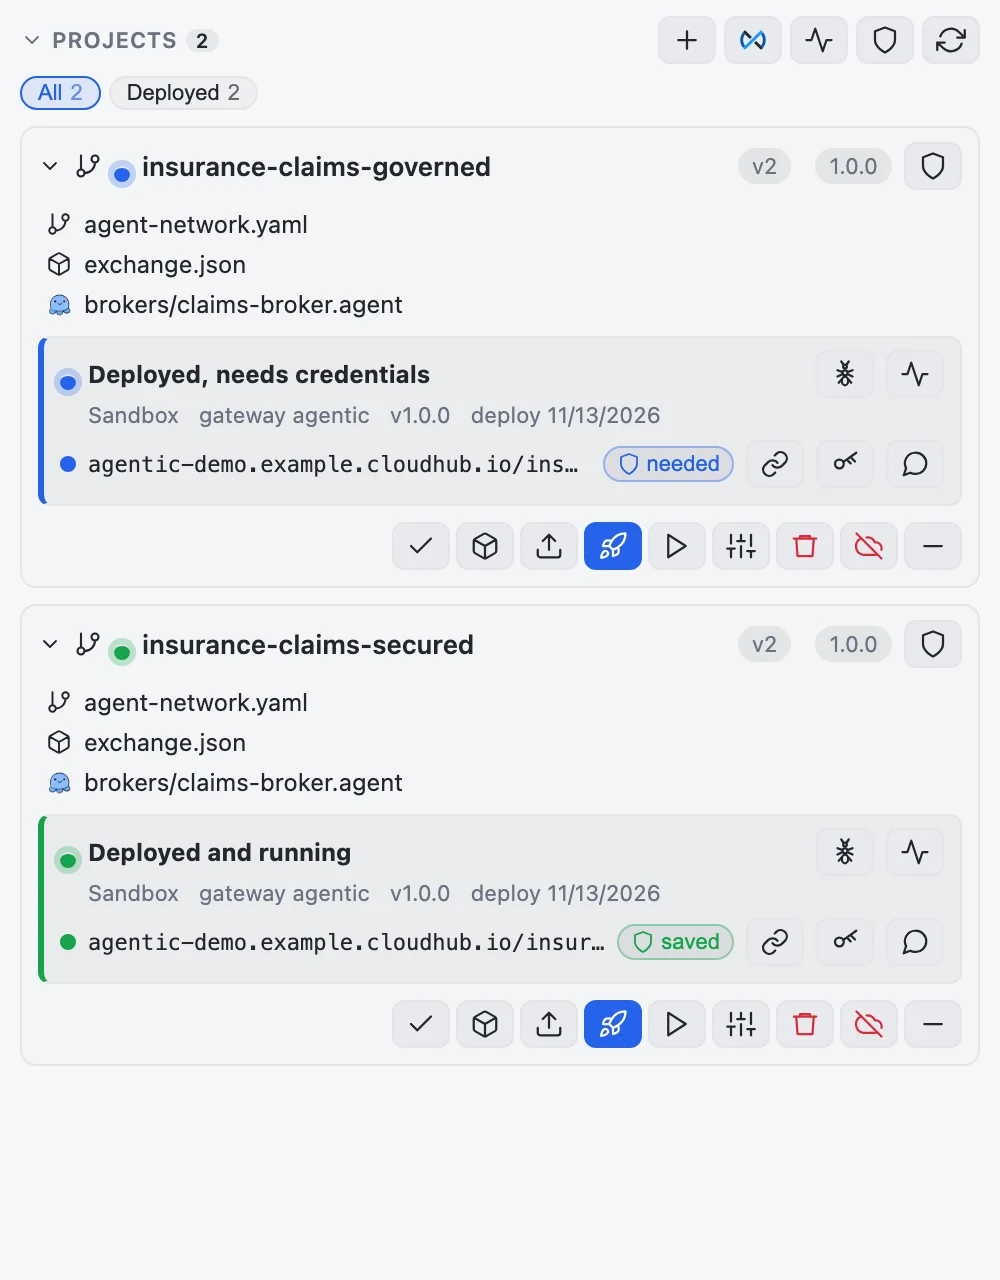 PROJECTS 2
All 2 Deployed 2
insurance-claims-governed v2 1.0.0
agent-network.yaml
exchange.json
brokers/claims-broker.agent
Deployed, needs credentials
Sandbox gateway agentic v1.0.0 deploy 11/13/2026
agentic-demo.example.cloudhub.io/ins… needed
insurance-claims-secured v2 1.0.0
agent-network.yaml
exchange.json
brokers/claims-broker.agent
Deployed and running
Sandbox gateway agentic v1.0.0 deploy 11/13/2026
agentic-demo.example.cloudhub.io/insur… saved